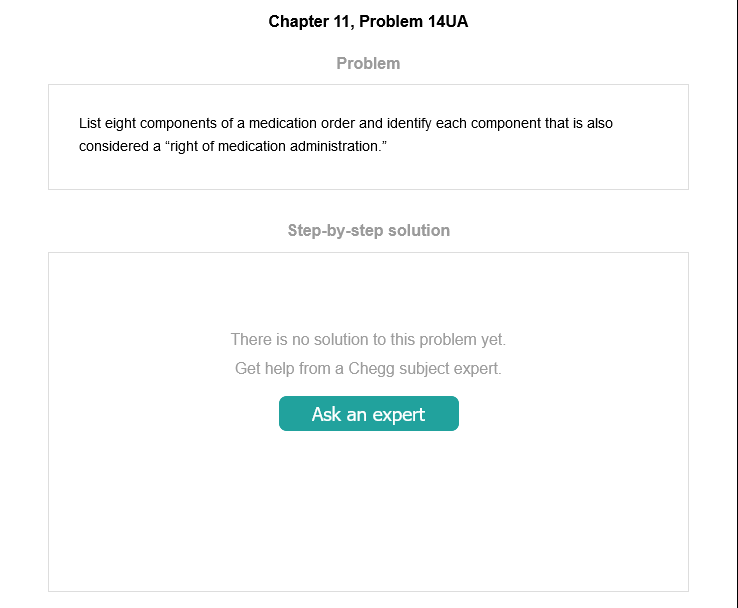 Chapter 11, Problem 14UA
Problem
List eight components of a medication order and identify each component that is also
considered a “right of medication administration.”
Step-by-step solution
There is no solution to this problem yet.
Get help from a Chegg subject expert.
Ask an expert